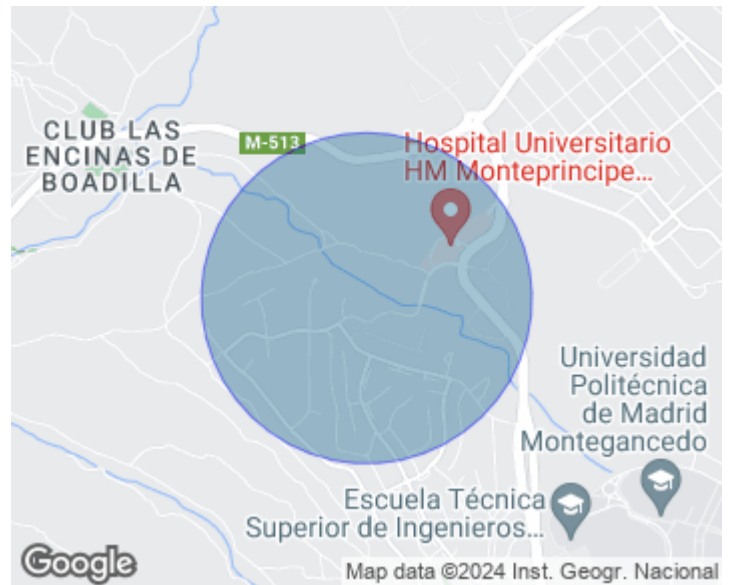 CLUB LAS
ENCINAS DE
BOADILLA
M-513
Hospital Universitario
HM Monteprincipe...
Universidad
Politécnica
de Madrid
Montegancedo
Escuela Técnica
Superior de Ingenieros...
Google
Map data ©2024 Inst. Geogr. Nacional